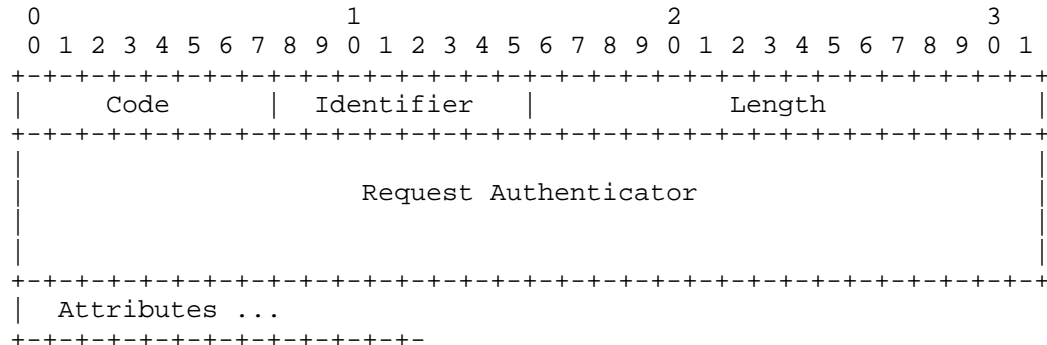 0                   1                   2                   3
 0 1 2 3 4 5 6 7 8 9 0 1 2 3 4 5 6 7 8 9 0 1 2 3 4 5 6 7 8 9 0 1
+-+-+-+-+-+-+-+-+-+-+-+-+-+-+-+-+-+-+-+-+-+-+-+-+-+-+-+-+-+-+-+-+
|     Code      |  Identifier   |            Length             |
+-+-+-+-+-+-+-+-+-+-+-+-+-+-+-+-+-+-+-+-+-+-+-+-+-+-+-+-+-+-+-+-+
|                                                               |
|                     Request Authenticator                     |
|                                                               |
|                                                               |
+-+-+-+-+-+-+-+-+-+-+-+-+-+-+-+-+-+-+-+-+-+-+-+-+-+-+-+-+-+-+-+-+
|  Attributes ...
+-+-+-+-+-+-+-+-+-+-+-+-+-